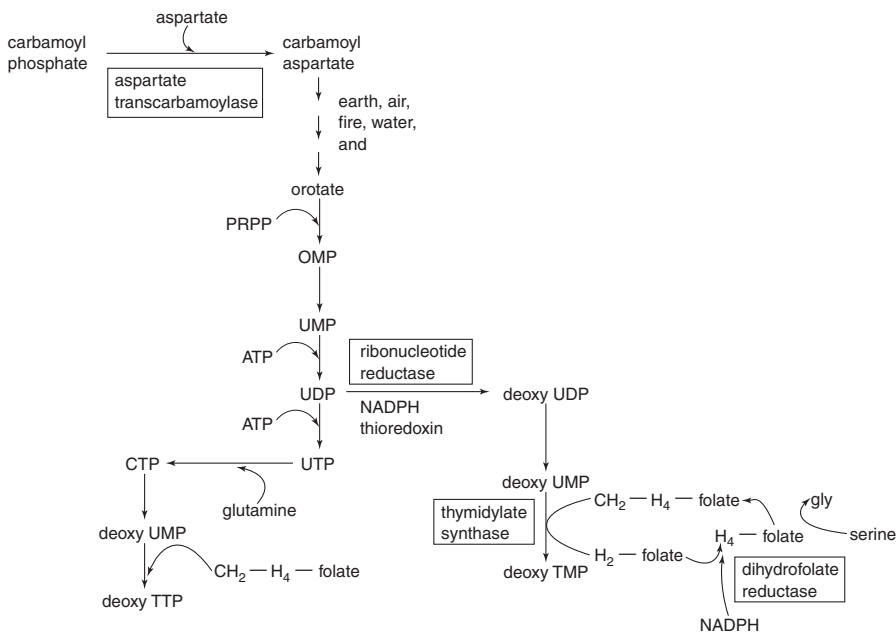 aspartate
carbamoyl
phosphate
carbamoyl
aspartate
aspartate
transcarbamoylase
earth, air,
fire, water,
and
orotate
PRPP
OMP
UMP
ATP
ribonucleotide
reductase
UDP
deoxy UDP
NADPH
thioredoxin
ATP
CTP
UTP
glutamine
deoxy UMP
CH₂ — H₄ — folate
deoxy TTP
deoxy UMP
CH₂ — H₄ — folate
gly
thymidylate
synthase
H₄ — folate
serine
H₂ — folate
deoxy TMP
dihydrofolate
reductase
NADPH